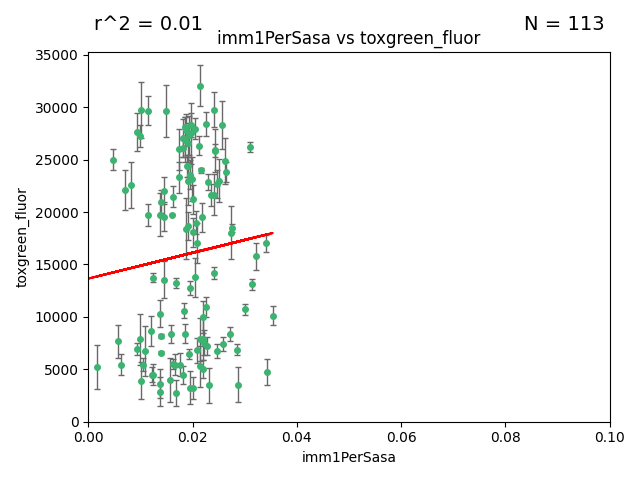 r^2 = 0.01
N = 113
imm1PerSasa vs toxgreen_fluor
35000
30000
25000
20000
15000
10000
5000
0
toxgreen_fluor
0.00
0.02
0.04
0.06
0.08
0.10
imm1PerSasa